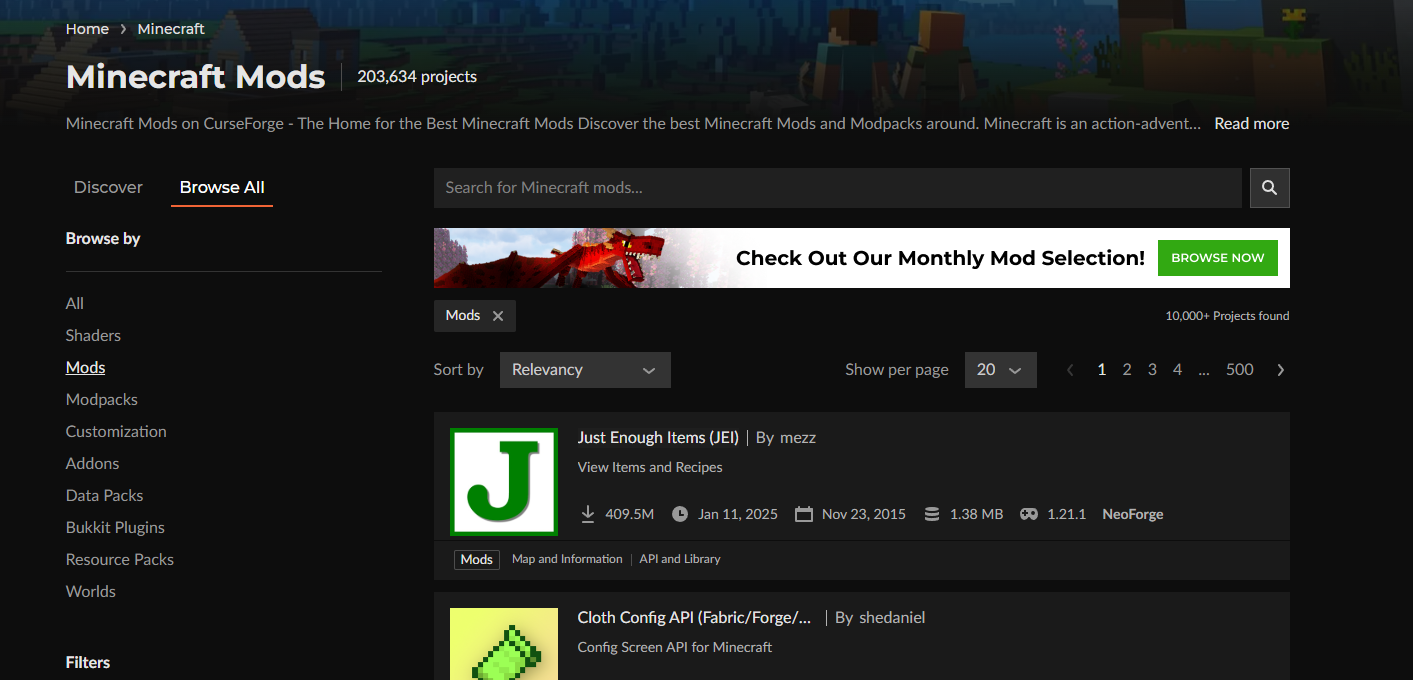 Home > Minecraft
Minecraft Mods | 203,634 projects
Minecraft Mods on CurseForge - The Home for the Best Minecraft Mods Discover the best Minecraft Mods and Modpacks around. Minecraft is an action-advent... Read more
Discover Browse All
Search for Minecraft mods...
Browse by
All
Shaders
Mods
Modpacks
Customization
Addons
Data Packs
Bukkit Plugins
Resource Packs
Worlds
Filters
Check Out Our Monthly Mod Selection! BROWSE NOW
Mods ×
10,000+ Projects found
Sort by Relevancy
Show per page 20
1 2 3 4 ... 500
J
Just Enough Items (JEI) | By mezz
View Items and Recipes
409.5M Jan 11, 2025 Nov 23, 2015 1.38 MB 1.21.1 NeoForge
Mods Map and Information | API and Library
Cloth Config API (Fabric/Forge/... | By shedaniel
Config Screen API for Minecraft